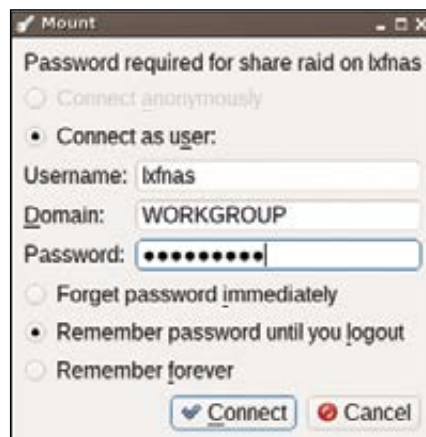 Mount
Password required for share raid on lxfnas
Connect anonymously
Connect as user:
Username: lxfnas
Domain: WORKGROUP
Password: ●●●●●●●●●
Forget password immediately
Remember password until you logout
Remember forever
Connect Cancel